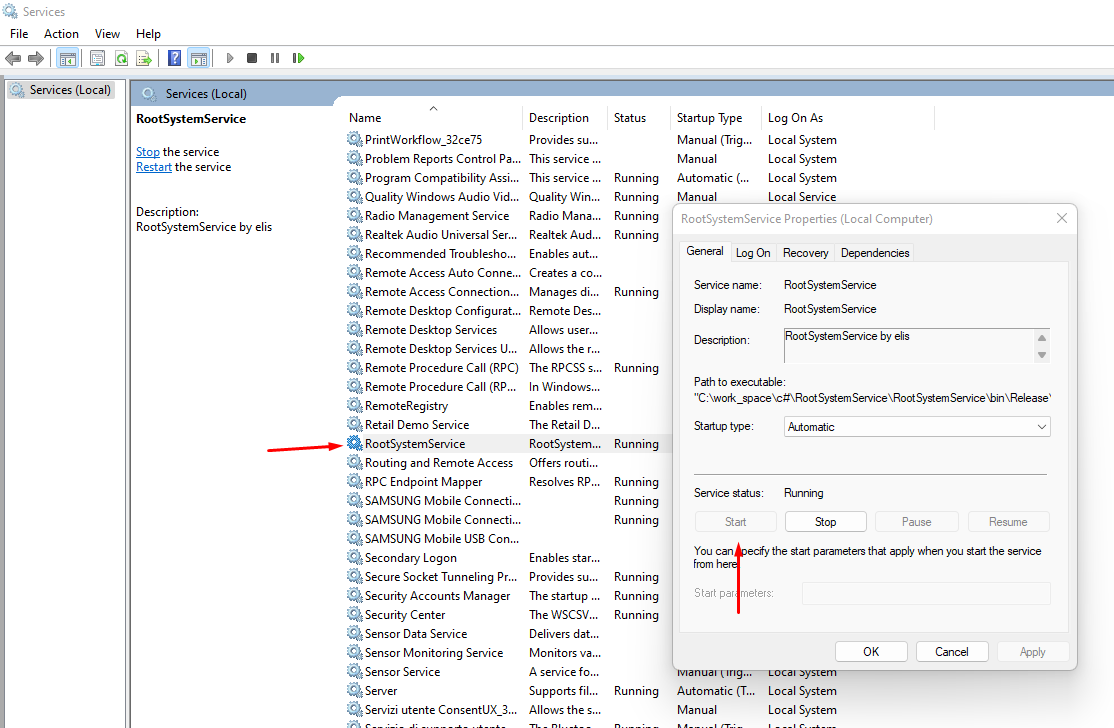 Services
File Action View Help
Services (Local)
Services (Local)
RootSystemService
Stop the service
Restart the service
Description:
RootSystemService by elis
Name Description Status Startup Type Log On As
PrintWorkflow_32ce75 Provides su... Manual (Trig... Local System
Problem Reports Control Pa... This service ... Manual Local System
Program Compatibility Assi... This service ... Running Automatic (... Local System
Quality Windows Audio Vid... Quality Win... Running Manual Local Service
Radio Management Service Radio Mana... Running
Realtek Audio Universal Ser... Realtek Aud... Running
Recommended Troublesho... Enables aut...
Remote Access Auto Conne... Creates a co...
Remote Access Connection... Manages di... Running
Remote Desktop Configurat... Remote Des...
Remote Desktop Services Allows user...
Remote Desktop Services U... Allows the r...
Remote Procedure Call (RPC) The RPCSS s... Running
Remote Procedure Call (RP... In Windows...
RemoteRegistry Enables rem...
Retail Demo Service The Retail D...
RootSystemService RootSystem... Running
Routing and Remote Access Offers routi...
RPC Endpoint Mapper Resolves RP... Running
SAMSUNG Mobile Connecti... Running
SAMSUNG Mobile Connecti... Running
SAMSUNG Mobile USB Con...
Secondary Logon Enables star...
Secure Socket Tunneling Pr... Provides su... Running
Security Accounts Manager The startup ... Running
Security Center The WSCSV... Running
Sensor Data Service Delivers dat...
Sensor Monitoring Service Monitors va...
Sensor Service A service fo... Manual (Trig... Local System
Server Supports fil... Running Automatic (T... Local System
Servizi utente ConsentUX_3... Allows Con... Manual Local System
RootSystemService Properties (Local Computer)
General Log On Recovery Dependencies
Service name: RootSystemService
Display name: RootSystemService
Description: RootSystemService by elis
Path to executable:
"C:\work_space\c#\RootSystemService\RootSystemService\bin\Release\
Startup type: Automatic
Service status: Running
Start Stop Pause Resume
You can specify the start parameters that apply when you start the service
from here.
Start parameters:
OK Cancel Apply